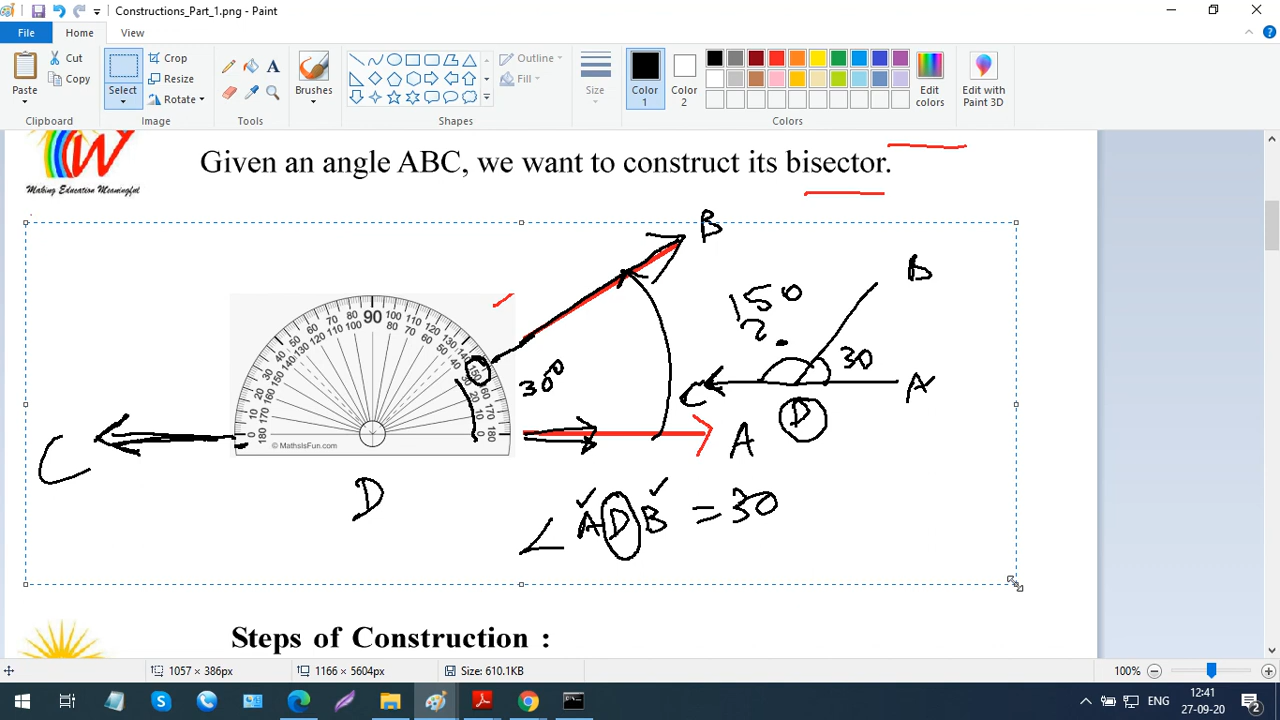 Constructions_Part_1.png - Paint
File Home View
Paste
Cut
Copy
Clipboard
Select
Crop
Resize
Rotate
Image
Tools
Brushes
Outline
Fill
Shapes
Size
Color 1
Color 2
Edit colors
Edit with Paint 3D
Colors
W
Making Education Meaningful
Given an angle ABC, we want to construct its bisector.
B
90
© MathsIsFun.com
30°
C
D
A
150
?
B
30
C
D
A
∠ADB = 30
Steps of Construction :
1057 × 386px
1166 × 5604px
Size: 610.1KB
100%
ENG
12:41
27-09-20
2